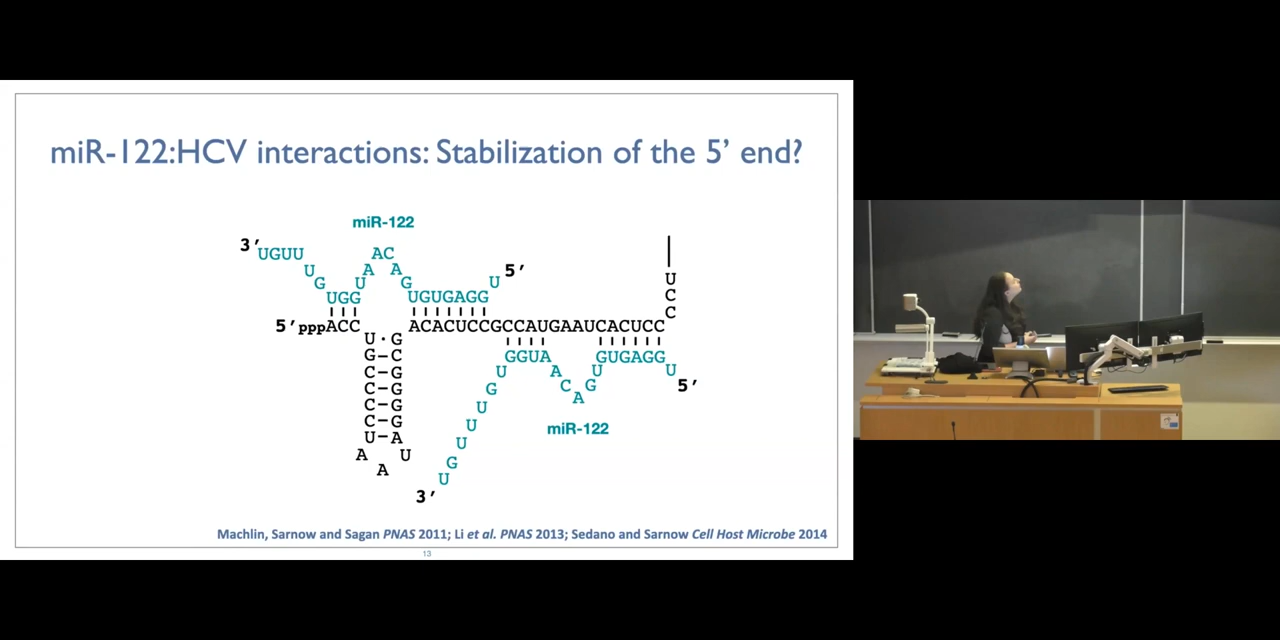 miR-122:HCV interactions: Stabilization of the 5’ end?
miR-122
3’UGUU
U
G
UGG
U
A
AC
A
G
UGUGAGG
U
5’
5’pppACC
ACACUCCGCCAUGAAUCACUCC
U
C
C
U·G
G-C
C-G
C-G
C-G
C-G
U-A
A
A
U
GGUA
U
G
U
U
U
G
U
3’
A
C
A
G
U
GUGAGG
U
5’
miR-122
Machlin, Sarnow and Sagan PNAS 2011; Li et al. PNAS 2013; Sedano and Sarnow Cell Host Microbe 2014
13